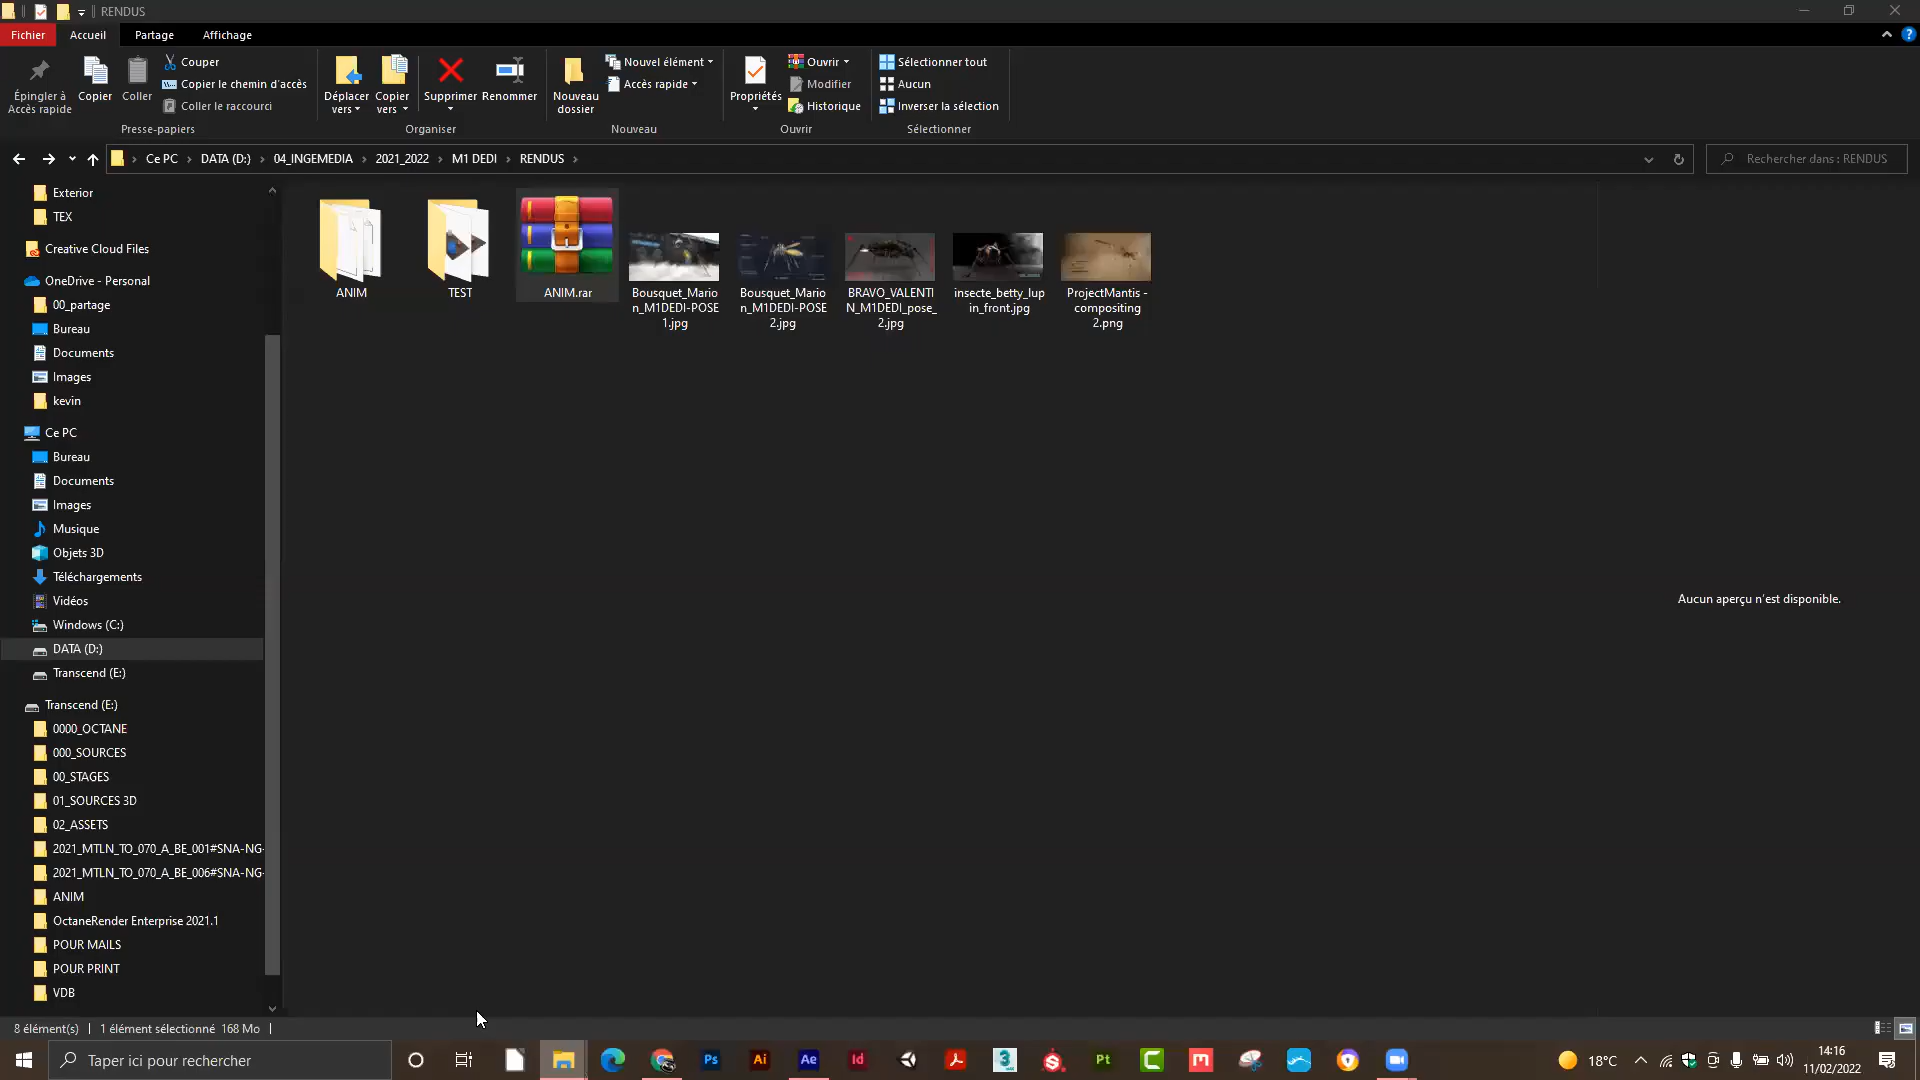 RENDUS
Fichier Accueil Partage Affichage
Épingler à
Accès rapide
Copier
Coller
Couper
Copier le chemin d'accès
Coller le raccourci
Presse-papiers
Déplacer
vers
Copier
vers
Supprimer
Renommer
Organiser
Nouveau
dossier
Nouvel élément
Accès rapide
Nouveau
Propriétés
Ouvrir
Modifier
Historique
Ouvrir
Sélectionner tout
Aucun
Inverser la sélection
Sélectionner
Ce PC > DATA (D:) > 04_INGEMEDIA > 2021_2022 > M1 DEDI > RENDUS >
Rechercher dans : RENDUS
Exterior
TEX
Creative Cloud Files
OneDrive - Personal
00_partage
Bureau
Documents
Images
kevin
Ce PC
Bureau
Documents
Images
Musique
Objets 3D
Téléchargements
Vidéos
Windows (C:)
DATA (D:)
Transcend (E:)
Transcend (E:)
0000_OCTANE
000_SOURCES
00_STAGES
01_SOURCES 3D
02_ASSETS
2021_MTLN_TO_070_A_BE_001#SNA-NG-
2021_MTLN_TO_070_A_BE_006#SNA-NG-
ANIM
OctaneRender Enterprise 2021.1
POUR MAILS
POUR PRINT
VDB
ANIM
TEST
ANIM.rar
Bousquet_Mario
n_M1DEDI-POSE
1.jpg
Bousquet_Mario
n_M1DEDI-POSE
2.jpg
BRAVO_VALENTI
N_M1DEDI_pose_
2.jpg
insecte_betty_lup
in_front.jpg
ProjectMantis -
compositing
2.png
Aucun aperçu n'est disponible.
8 élément(s) 1 élément sélectionné 168 Mo
Taper ici pour rechercher
Ps
Ai
Ae
Id
3
S
Pt
C
m
18°C
14:16
11/02/2022